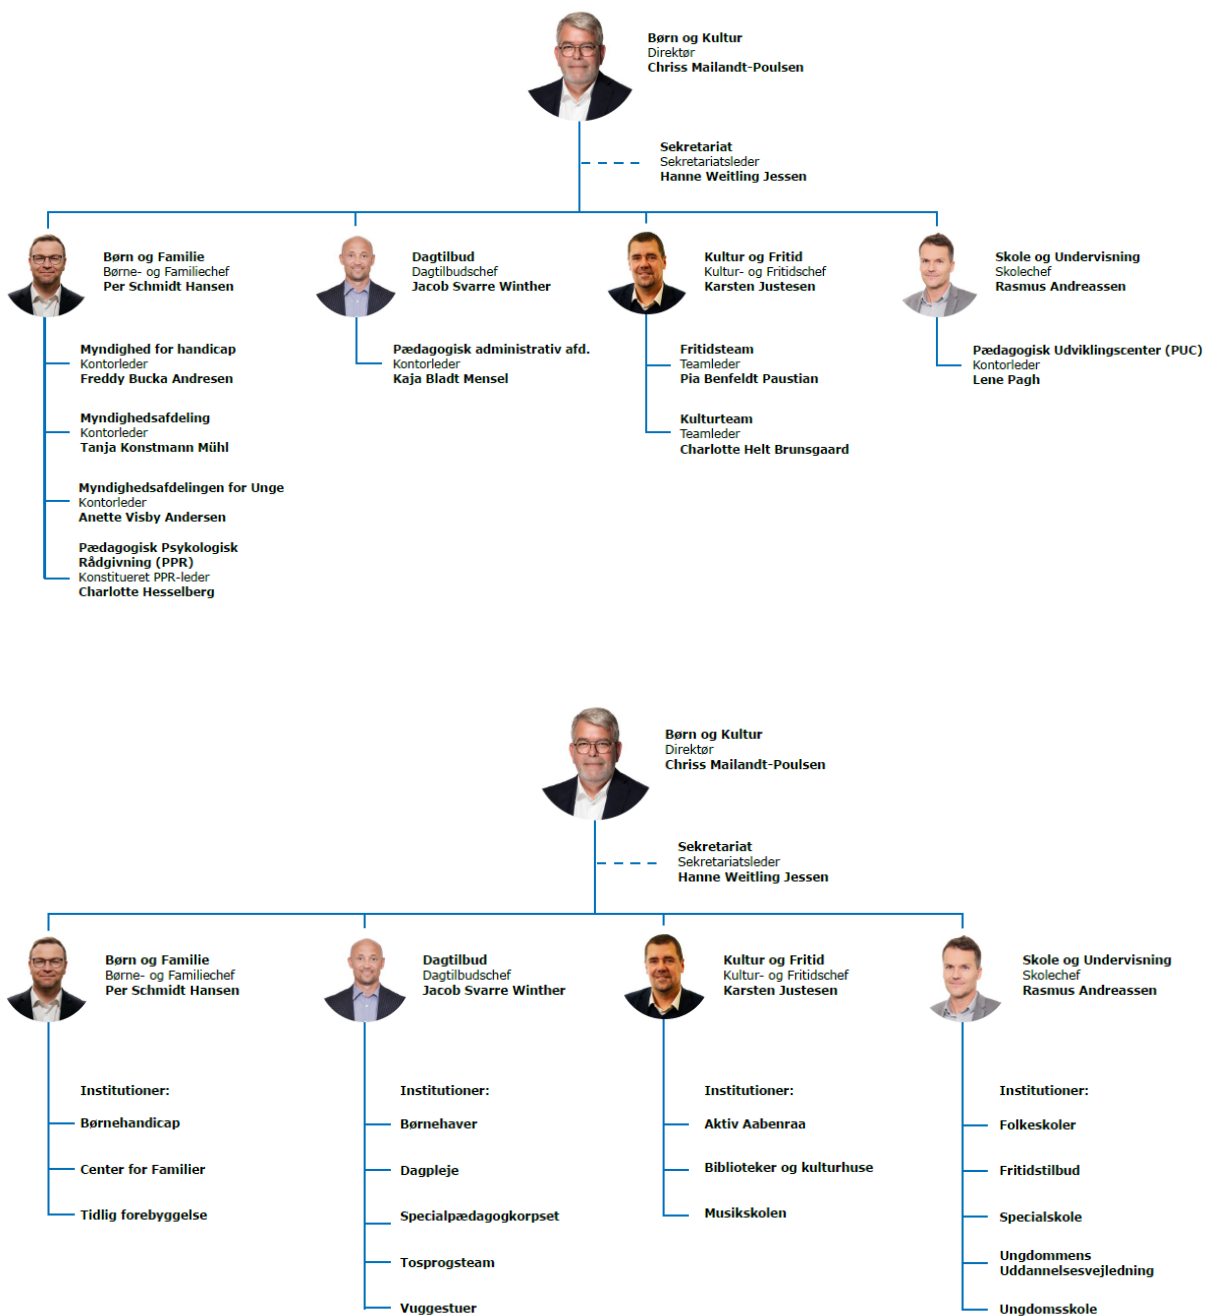 Børn og Kultur
Direktør
Chriss Mailandt-Poulsen
Sekretariat
Sekretariatsleder
Hanne Weitling Jessen
Børn og Familie
Børne- og Familiechef
Per Schmidt Hansen
Dagtilbud
Dagtilbudschef
Jacob Svarre Winther
Kultur og Fritid
Kultur- og Fritidschef
Karsten Justesen
Skole og Undervisning
Skolechef
Rasmus Andreassen
Myndighed for handicap
Kontorleder
Freddy Bucka Andresen
Myndighedsafdeling
Kontorleder
Tanja Konstmann Mühl
Myndighedsafdelingen for Unge
Kontorleder
Anette Visby Andersen
Pædagogisk Psykologisk
Rådgivning (PPR)
Konstitueret PPR-leder
Charlotte Hesselberg
Pædagogisk administrativ afd.
Kontorleder
Kaja Bladt Mensel
Fritidsteam
Teamleder
Pia Benfeldt Paustian
Kulturteam
Teamleder
Charlotte Helt Brunsgaard
Pædagogisk Udviklingscenter (PUC)
Kontorleder
Lene Pagh
Børn og Kultur
Direktør
Chriss Mailandt-Poulsen
Sekretariat
Sekretariatsleder
Hanne Weitling Jessen
Børn og Familie
Børne- og Familiechef
Per Schmidt Hansen
Dagtilbud
Dagtilbudschef
Jacob Svarre Winther
Kultur og Fritid
Kultur- og Fritidschef
Karsten Justesen
Skole og Undervisning
Skolechef
Rasmus Andreassen
Institutioner:
Børnehandicap
Center for Familier
Tidlig forebyggelse
Institutioner:
Børnehaver
Dagpleje
Specialpædagogkorpset
Tosprogsteam
Vuggestuer
Institutioner:
Aktiv Aabenraa
Biblioteker og kulturhuse
Musikskolen
Institutioner:
Folkeskoler
Fritidstilbud
Specialskole
Ungdommens
Uddannelsesvejledning
Ungdomsskole